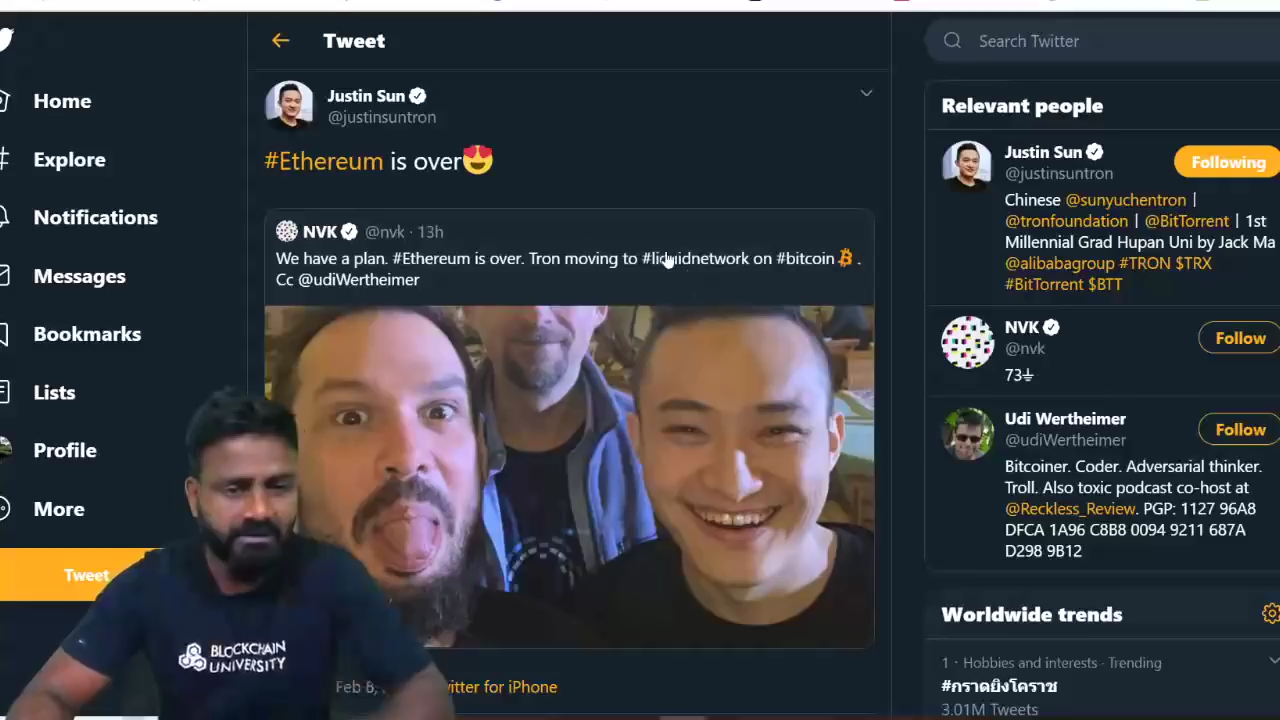 Tweet
Search Twitter
Home
Explore
Notifications
Messages
Bookmarks
Lists
Profile
More
Tweet
Justin Sun
@justinsuntron
#Ethereum is over😍
NVK @nvk · 13h
We have a plan. #Ethereum is over. Tron moving to #liquidnetwork on #bitcoin .
Cc @udiWertheimer
Feb 8,
itter for iPhone
BLOCKCHAIN
UNIVERSITY
Relevant people
Justin Sun
@justinsuntron
Following
Chinese @sunyuchentron |
@tronfoundation | @BitTorrent | 1st
Millennial Grad Hupan Uni by Jack Ma
@alibabagroup #TRON $TRX
#BitTorrent $BTT
NVK
@nvk
Follow
73⏚
Udi Wertheimer
@udiWertheimer
Follow
Bitcoiner. Coder. Adversarial thinker.
Troll. Also toxic podcast co-host at
@Reckless_Review. PGP: 1127 96A8
DFCA 1A96 C8B8 0094 9211 687A
D298 9B12
Worldwide trends
1 · Hobbies and interests · Trending
#กราดยิงโคราช
3.01M Tweets